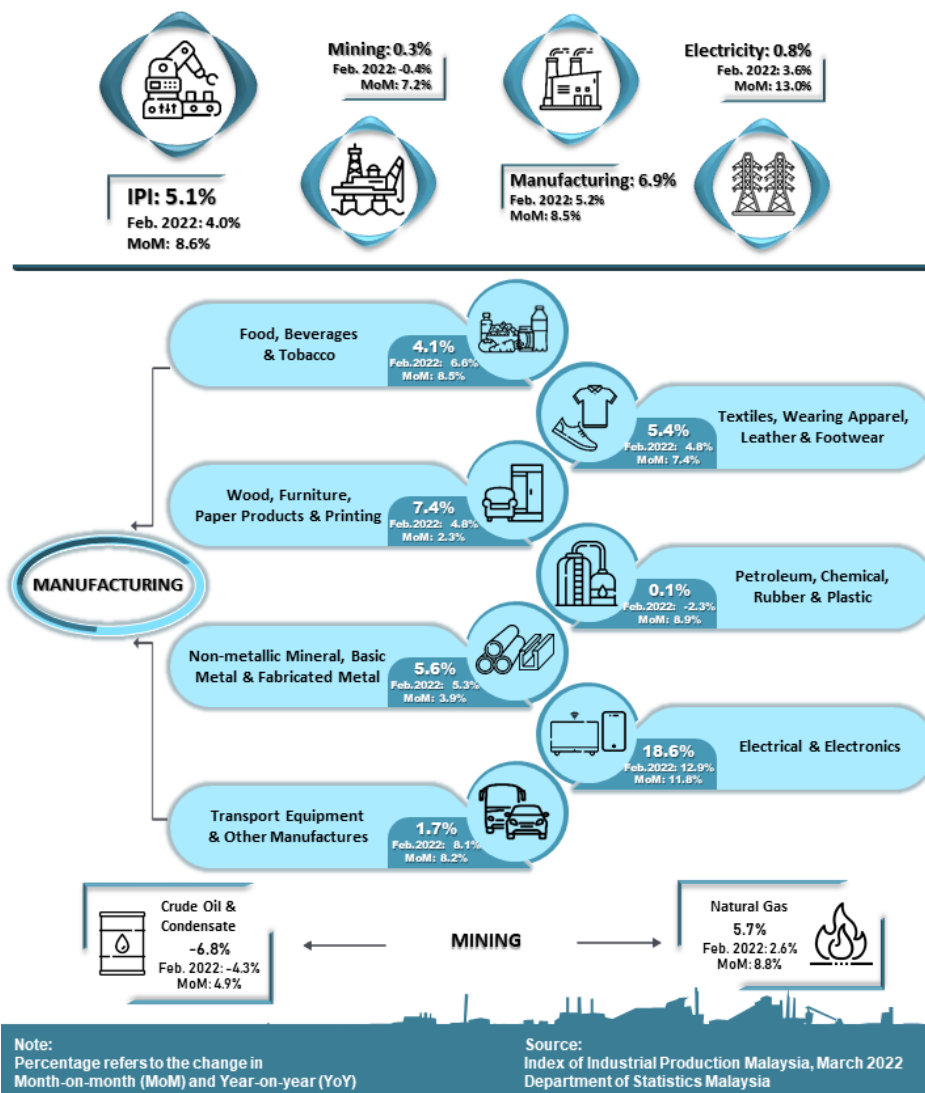 IPI: 5.1%
Feb. 2022: 4.0%
MoM: 8.6%
Mining: 0.3%
Feb. 2022: -0.4%
MoM: 7.2%
Manufacturing: 6.9%
Feb. 2022: 5.2%
MoM: 8.5%
Electricity: 0.8%
Feb. 2022: 3.6%
MoM: 13.0%
MANUFACTURING
Food, Beverages
& Tobacco
4.1%
Feb.2022: 6.6%
MoM: 8.5%
Textiles, Wearing Apparel,
Leather & Footwear
5.4%
Feb.2022: 4.8%
MoM: 7.4%
Wood, Furniture,
Paper Products & Printing
7.4%
Feb.2022: 4.8%
MoM: 2.3%
Petroleum, Chemical,
Rubber & Plastic
0.1%
Feb.2022: -2.3%
MoM: 8.9%
Non-metallic Mineral, Basic
Metal & Fabricated Metal
5.6%
Feb.2022: 5.3%
MoM: 3.9%
Electrical & Electronics
18.6%
Feb.2022: 12.9%
MoM: 11.8%
Transport Equipment
& Other Manufactures
1.7%
Feb.2022: 8.1%
MoM: 8.2%
Crude Oil &
Condensate
-6.8%
Feb. 2022: -4.3%
MoM: 4.9%
MINING
Natural Gas
5.7%
Feb. 2022: 2.6%
MoM: 8.8%
Note:
Percentage refers to the change in
Month-on-month (MoM) and Year-on-year (YoY)
Source:
Index of Industrial Production Malaysia, March 2022
Department of Statistics Malaysia